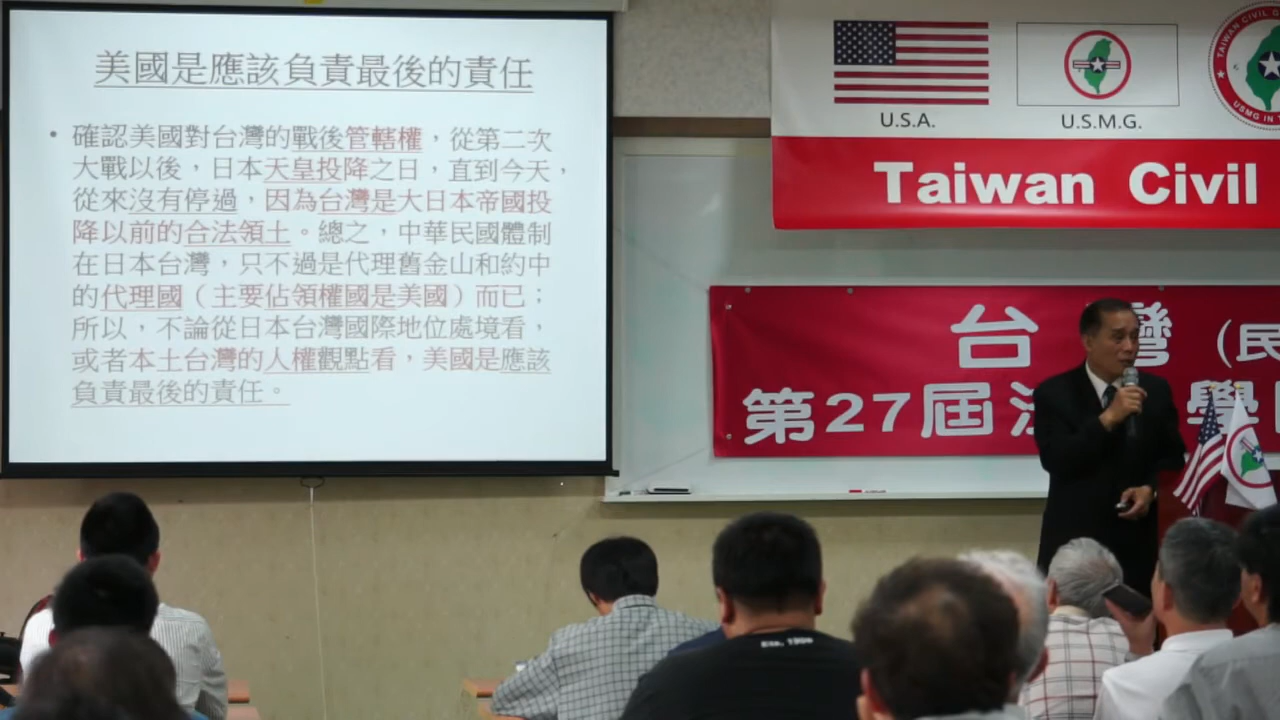 美國是應該負責最後的責任
• 確認美國對台灣的戰後管轄權，從第二次
大戰以後，日本天皇投降之日，直到今天，
從來沒有停過，因為台灣是大日本帝國投
降以前的合法領土。總之，中華民國體制
在日本台灣，只不過是代理舊金山和約中
的代理國（主要佔領權國是美國）而已；
所以，不論從日本台灣國際地位處境看，
或者本土台灣的人權觀點看，美國是應該
負責最後的責任。
U.S.A.
U.S.M.G.
TAIWAN CIVIL
USMG IN
Taiwan Civil
台灣（民
第27屆
學